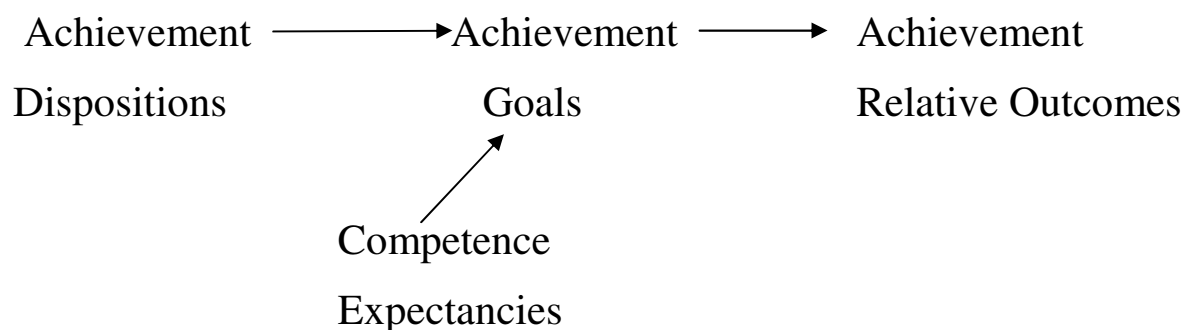 Achievement Achievement Achievement
Dispositions Goals Relative Outcomes
Competence
Expectancies